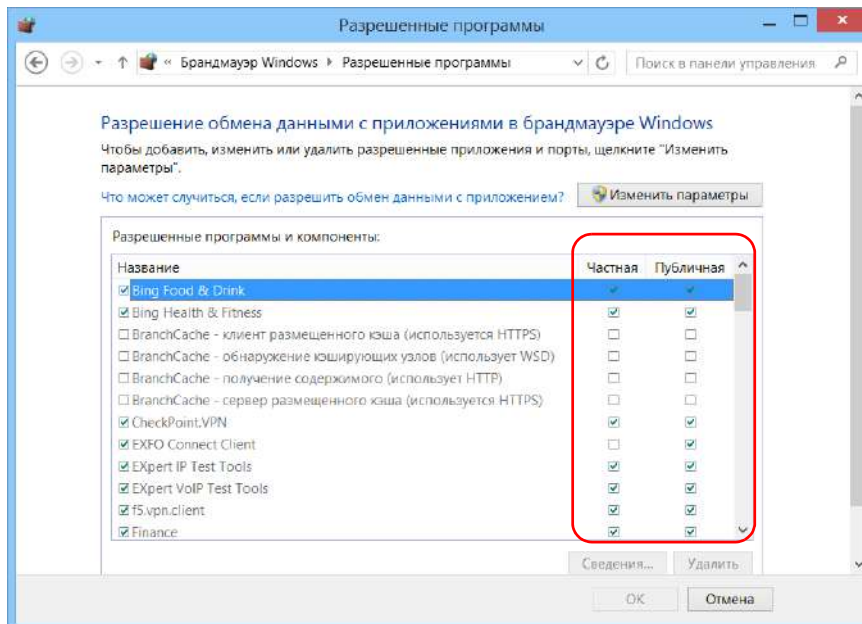 Разрешенные программы
« Брандмауэр Windows Разрешенные программы Поиск в панели управления
Разрешение обмена данными с приложениями в брандмауэре Windows
Чтобы добавить, изменить или удалить разрешенные приложения и порты, щелкните "Изменить
параметры".
Что может случиться, если разрешить обмен данными с приложением? Изменить параметры
Разрешенные программы и компоненты:
Название Частная Публичная
Bing Food & Drink
Bing Health & Fitness
BranchCache - клиент размещенного кэша (используется HTTPS)
BranchCache - обнаружение кэширующих узлов (использует WSD)
BranchCache - получение содержимого (использует HTTP)
BranchCache - сервер размещенного кэша (используется HTTPS)
CheckPoint.VPN
EXFO Connect Client
EXpert IP Test Tools
EXpert VoIP Test Tools
f5.vpn.client
Finance
Сведения... Удалить
OK Отмена